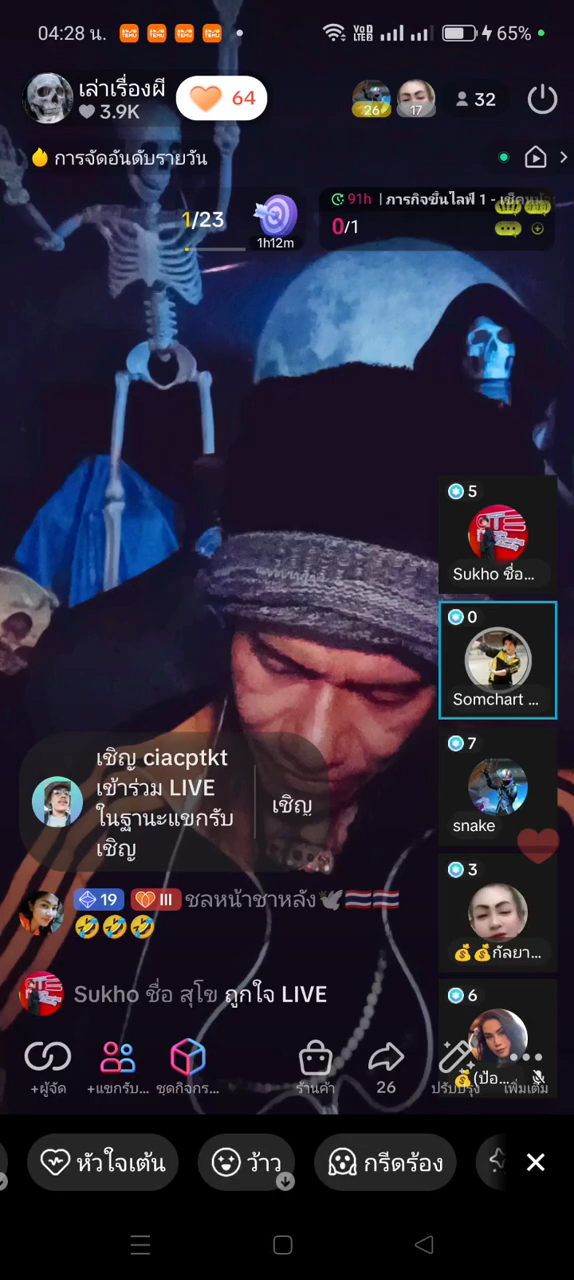 04:28 น.
VoD LTE2
65%
เล่าเรื่องผี
3.9K
64
26
17
32
การจัดอันดับรายวัน
1/23
1h12m
91h | ภารกิจขึ้นไลฟ์ 1 -
0/1
5
Sukho ชื่อ...
0
Somchart ...
7
snake
3
กัลยา...
6
(ป้อ...
เชิญ ciacptkt
เข้าร่วม LIVE
ในฐานะแขกรับ
เชิญ
เชิญ
19
III
ชลหน้าชาหลัง🕊️🇹🇭🇹🇭
🤣🤣🤣
Sukho ชื่อ สุโข ถูกใจ LIVE
+ผู้จัด
+แขกรับ...
ชุดกิจกร...
ร้านค้า
26
ปรับปรุง
เพิ่มเติม
หัวใจเต้น
ว้าว
กรีดร้อง